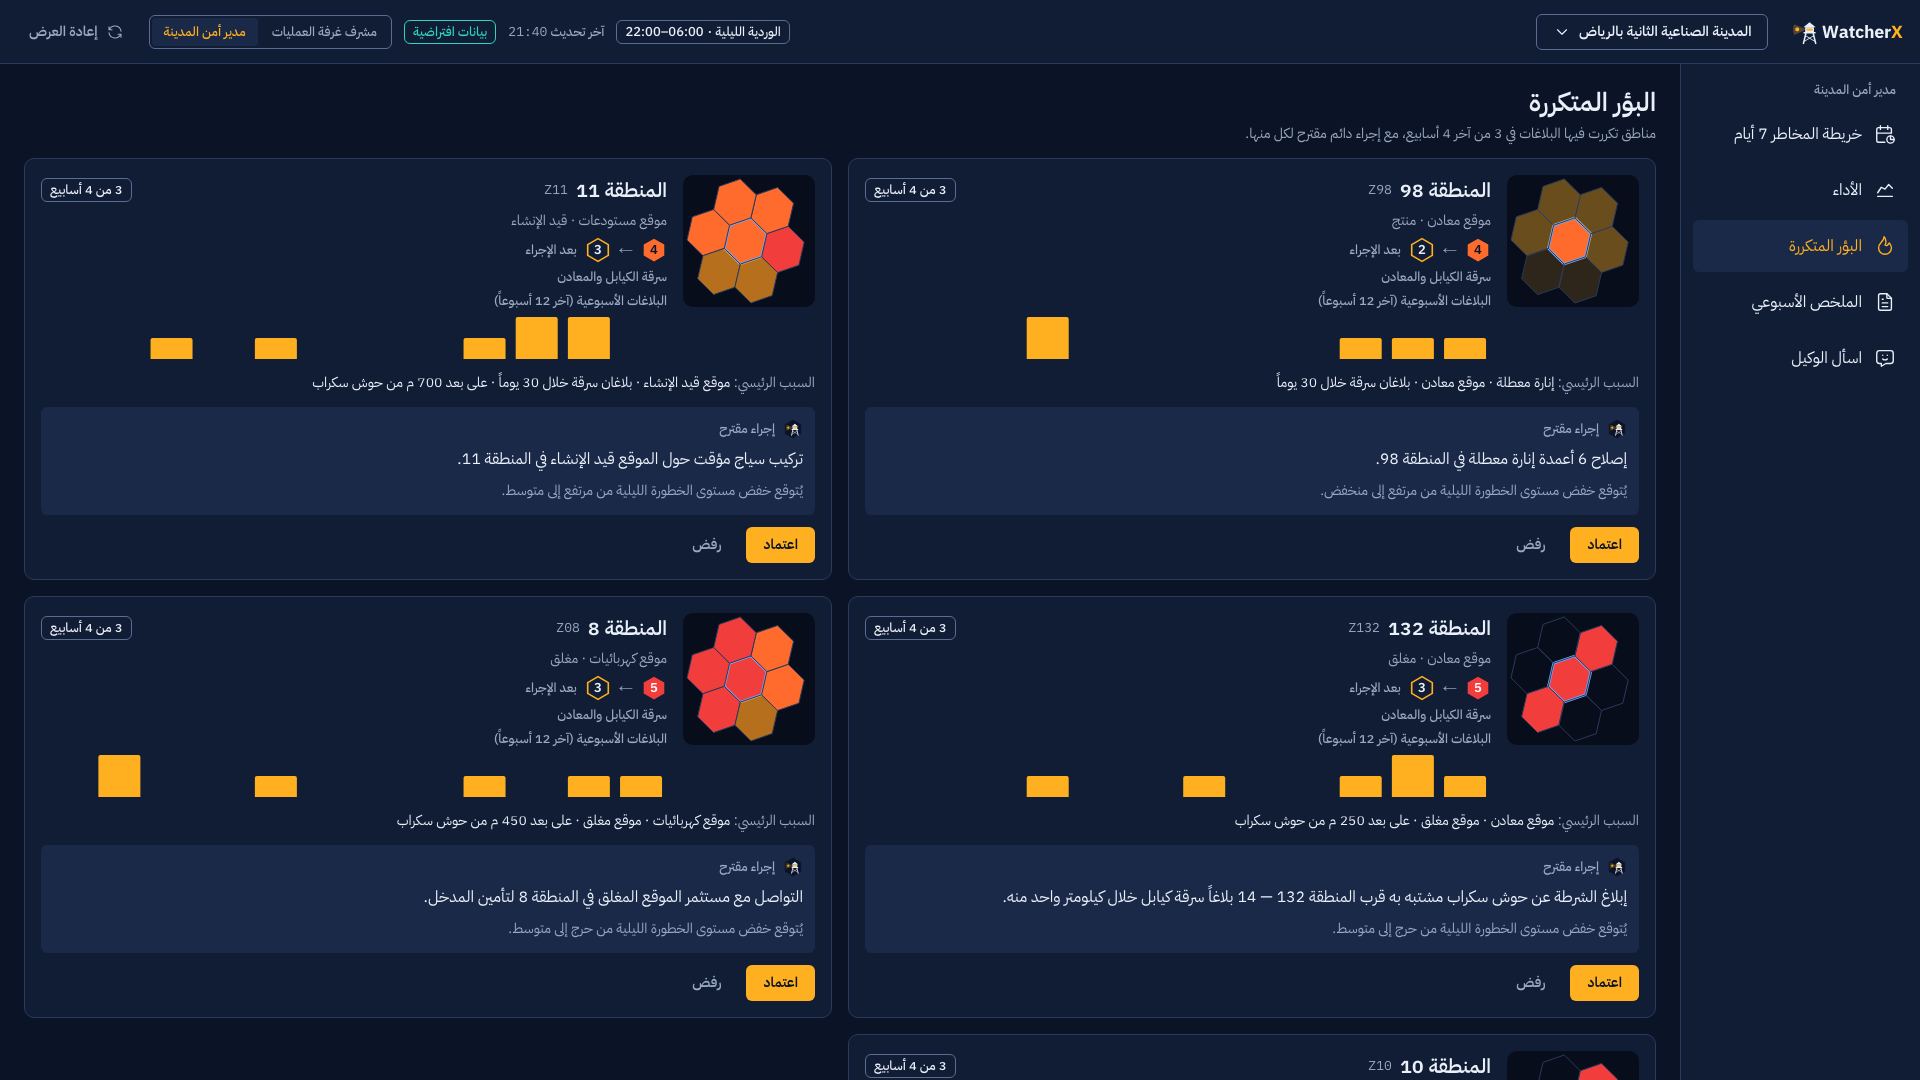 WatcherX
المدينة الصناعية الثانية بالرياض
الوردية الليلية · 22:00–06:00
آخر تحديث 21:40
بيانات افتراضية
مشرف غرفة العمليات
مدير أمن المدينة
إعادة العرض
مدير أمن المدينة
خريطة المخاطر 7 أيام
الأداء
البؤر المتكررة
الملخص الأسبوعي
اسأل الوكيل
البؤر المتكررة
مناطق تكررت فيها البلاغات في 3 من آخر 4 أسابيع، مع إجراء دائم مقترح لكل منها.
المنطقة 98 Z98
3 من 4 أسابيع
موقع معادن · منتج
4 ← 2 بعد الإجراء
سرقة الكيابل والمعادن
البلاغات الأسبوعية (آخر 12 أسبوعاً)
السبب الرئيسي: إنارة معطلة · موقع معادن · بلاغان سرقة خلال 30 يوماً
إجراء مقترح
إصلاح 6 أعمدة إنارة معطلة في المنطقة 98.
يُتوقع خفض مستوى الخطورة الليلية من مرتفع إلى منخفض.
اعتماد
رفض
المنطقة 11 Z11
3 من 4 أسابيع
موقع مستودعات · قيد الإنشاء
4 ← 3 بعد الإجراء
سرقة الكيابل والمعادن
البلاغات الأسبوعية (آخر 12 أسبوعاً)
السبب الرئيسي: موقع قيد الإنشاء · بلاغان سرقة خلال 30 يوماً · على بعد 700 م من حوش سكراب
إجراء مقترح
تركيب سياج مؤقت حول الموقع قيد الإنشاء في المنطقة 11.
يُتوقع خفض مستوى الخطورة الليلية من مرتفع إلى متوسط.
اعتماد
رفض
المنطقة 132 Z132
3 من 4 أسابيع
موقع معادن · مغلق
5 ← 3 بعد الإجراء
سرقة الكيابل والمعادن
البلاغات الأسبوعية (آخر 12 أسبوعاً)
السبب الرئيسي: موقع معادن · موقع مغلق · على بعد 250 م من حوش سكراب
إجراء مقترح
إبلاغ الشرطة عن حوش سكراب مشتبه به قرب المنطقة 132 — 14 بلاغاً سرقة كيابل خلال كيلومتر واحد منه.
يُتوقع خفض مستوى الخطورة الليلية من حرج إلى متوسط.
اعتماد
رفض
المنطقة 8 Z08
3 من 4 أسابيع
موقع كهربائيات · مغلق
5 ← 3 بعد الإجراء
سرقة الكيابل والمعادن
البلاغات الأسبوعية (آخر 12 أسبوعاً)
السبب الرئيسي: موقع كهربائيات · موقع مغلق · على بعد 450 م من حوش سكراب
إجراء مقترح
التواصل مع مستثمر الموقع المغلق في المنطقة 8 لتأمين المدخل.
يُتوقع خفض مستوى الخطورة الليلية من حرج إلى متوسط.
اعتماد
رفض
المنطقة 10 Z10
3 من 4 أسابيع